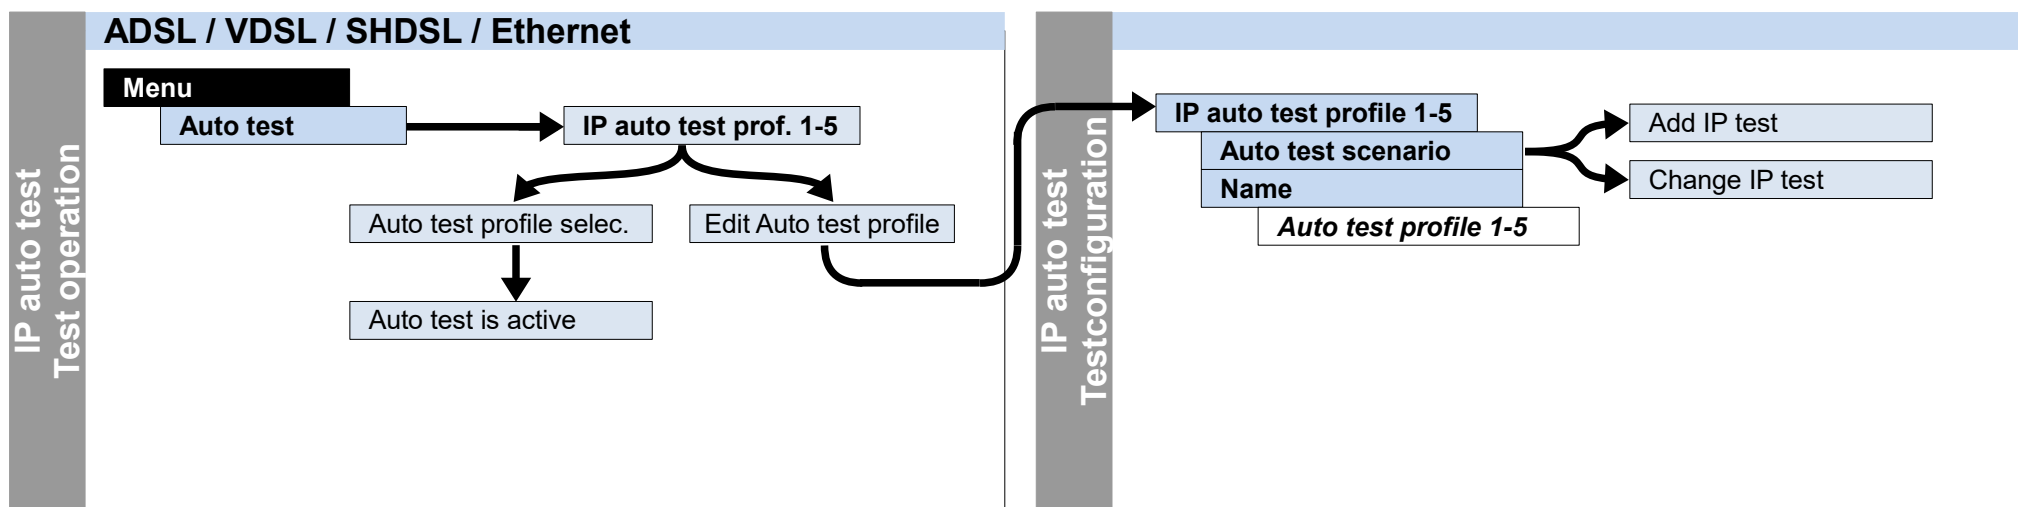 IP auto test
Test operation
ADSL / VDSL / SHDSL / Ethernet
Menu
Auto test
IP auto test prof. 1-5
Auto test profile selec.
Edit Auto test profile
Auto test is active
IP auto test
Testconfiguration
IP auto test profile 1-5
Auto test scenario
Name
Auto test profile 1-5
Add IP test
Change IP test